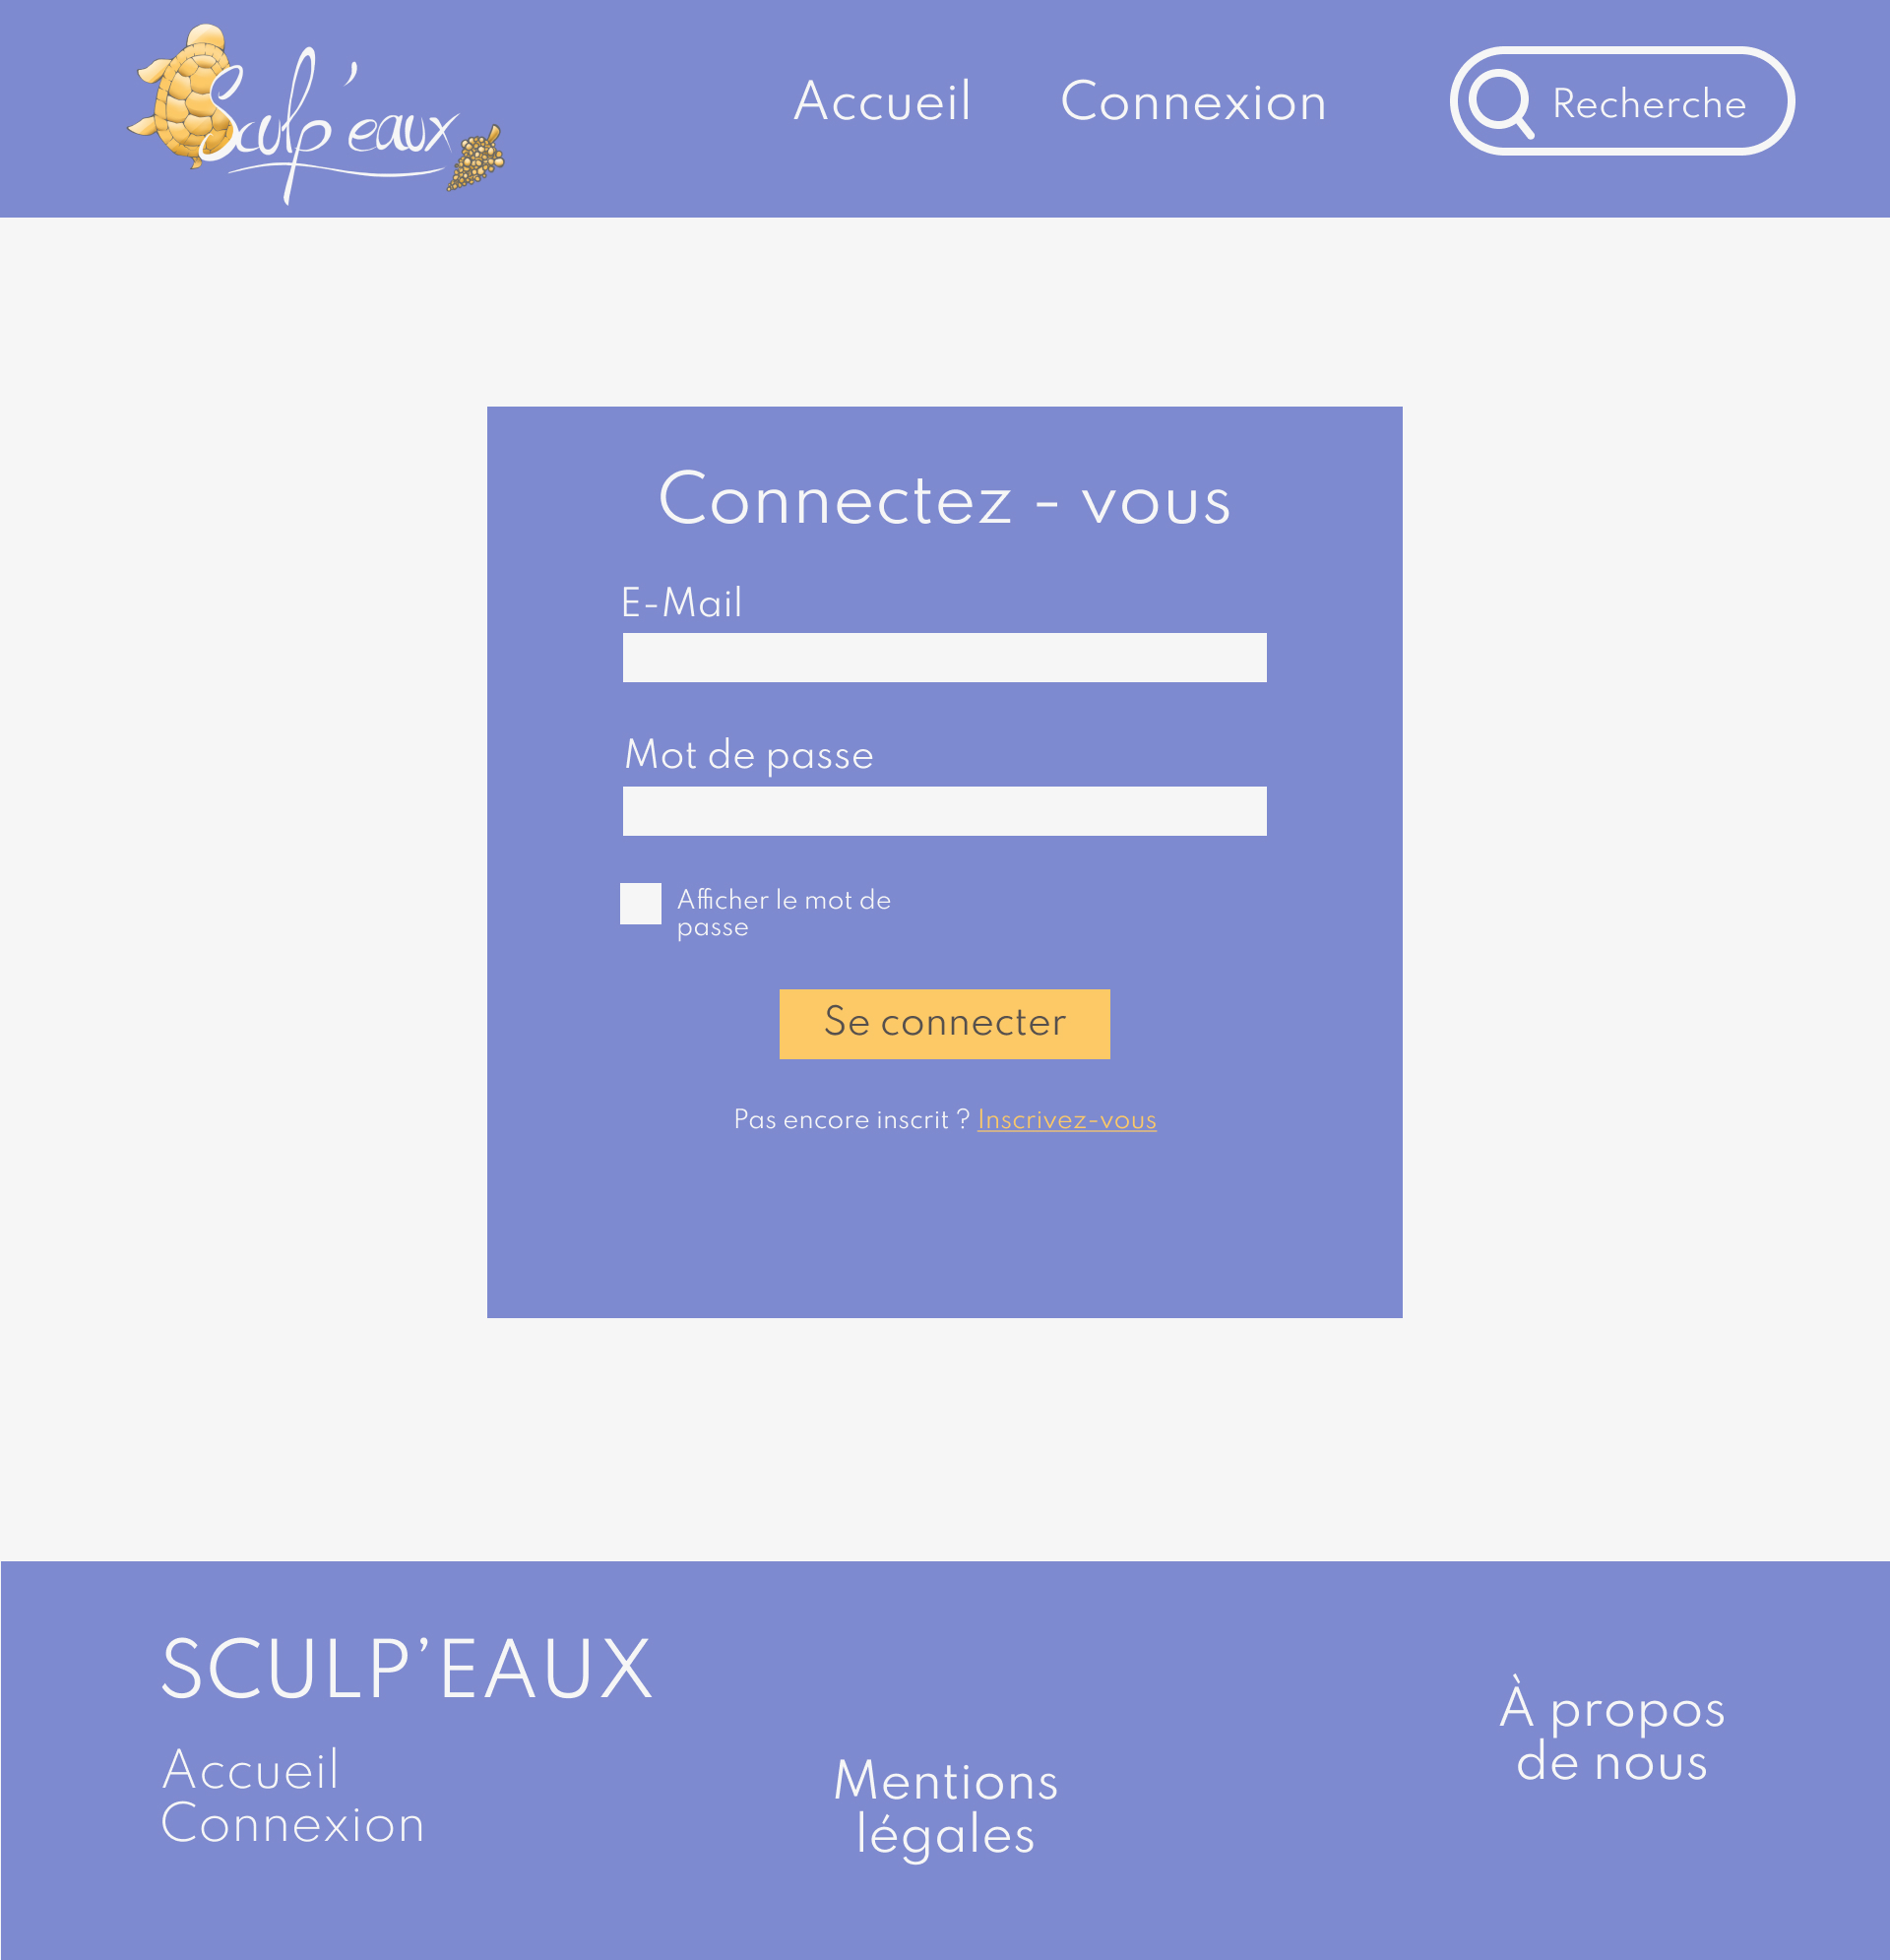 Sculp'eaux
Accueil
Connexion
Recherche
Connectez - vous
E-Mail
Mot de passe
Afficher le mot de
passe
Se connecter
Pas encore inscrit ? Inscrivez-vous
SCULP’EAUX
Accueil
Connexion
Mentions
légales
À propos
de nous